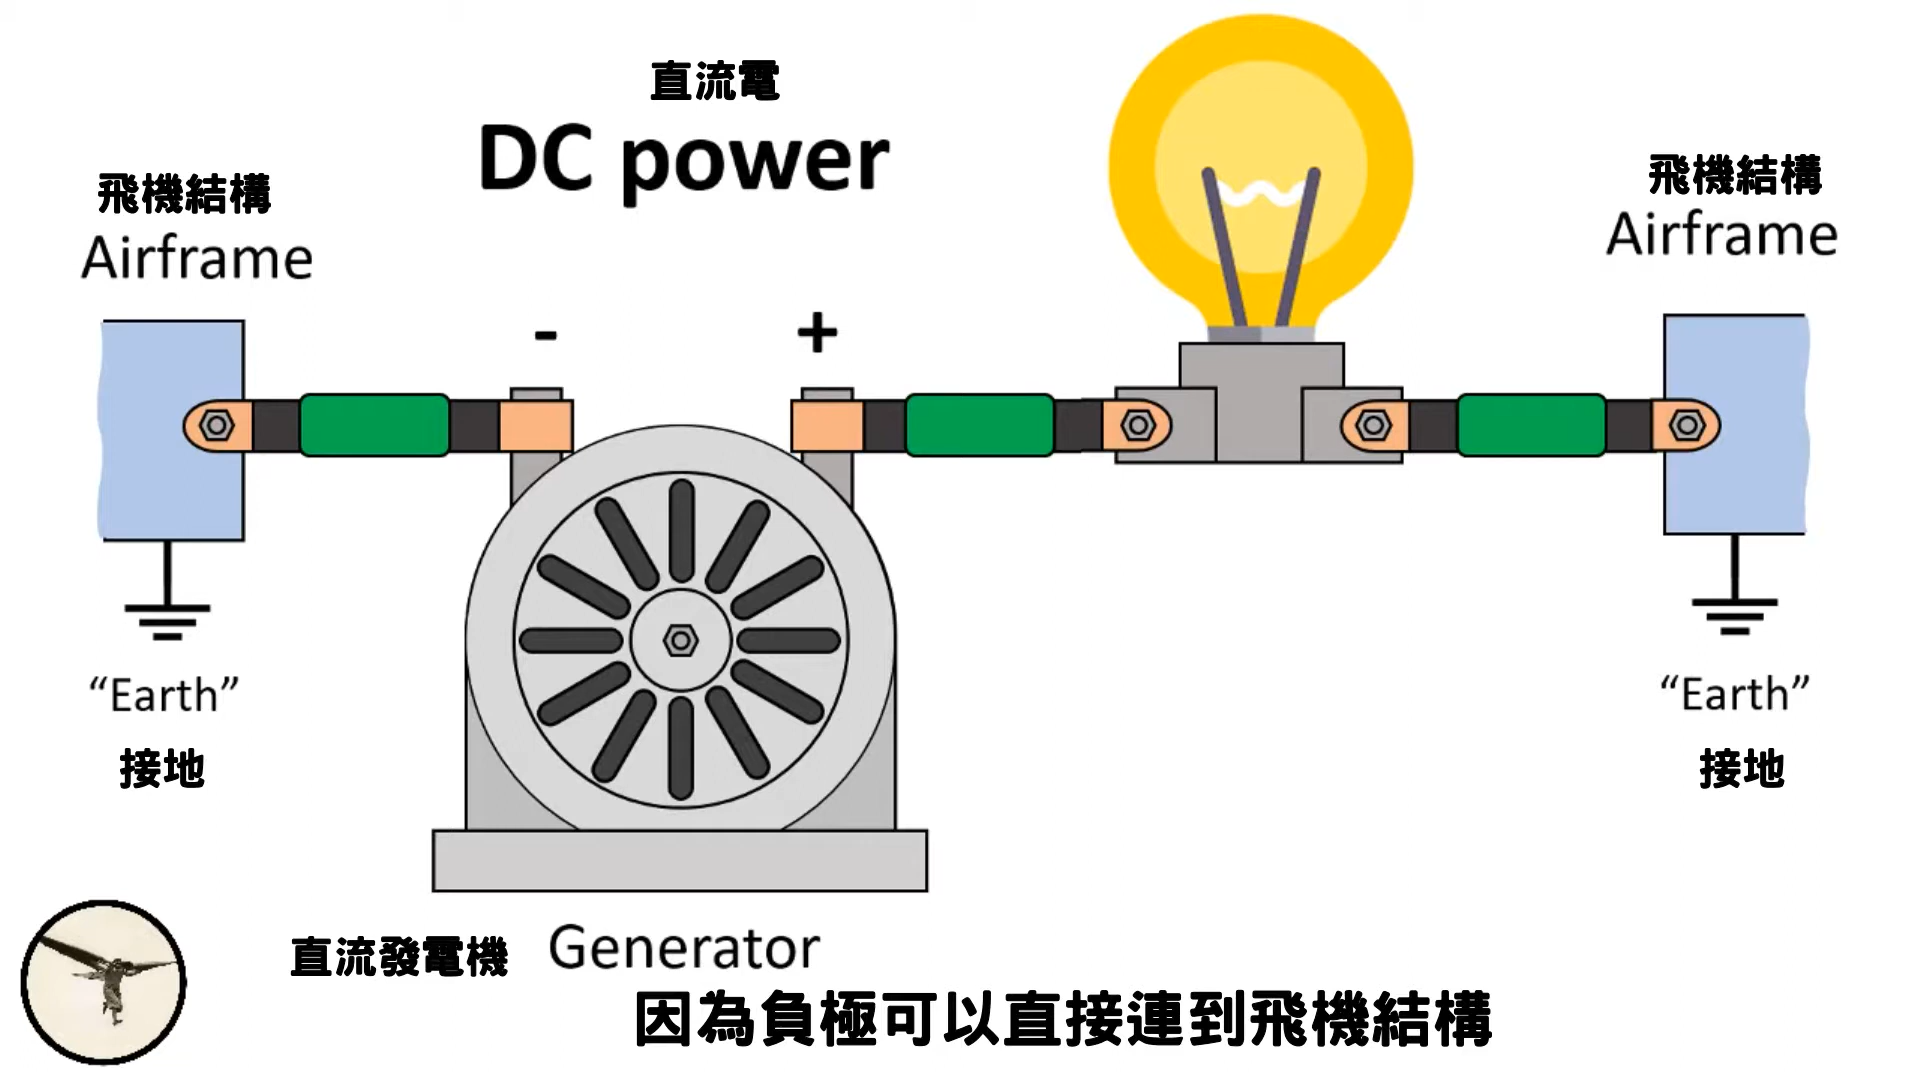 直流電
DC power
飛機結構
Airframe
飛機結構
Airframe
- +
“Earth”
接地
“Earth”
接地
直流發電機 Generator
因為負極可以直接連到飛機結構